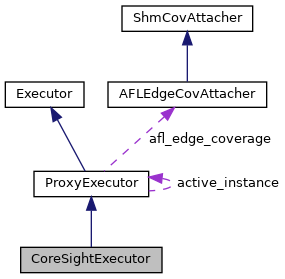 ShmCovAttacher
Executor
AFLEdgeCovAttacher
afl_edge_coverage
ProxyExecutor
active_instance
CoreSightExecutor